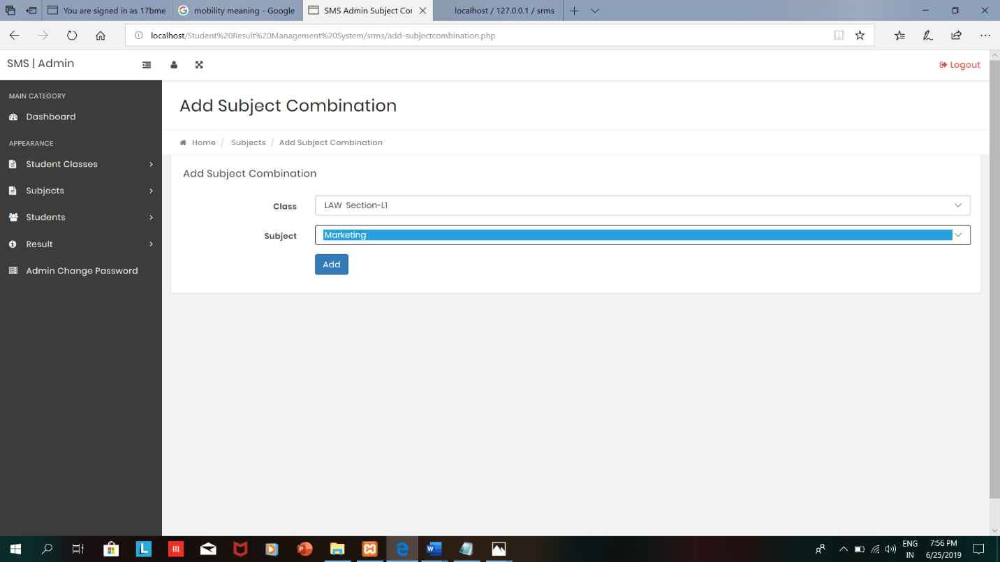 You are signed in as 17bme
mobility meaning - Google
SMS Admin Subject Cor
localhost / 127.0.0.1 / srms
localhost/Student%20Result%20Management%20System/srms/add-subjectcombination.php
SMS | Admin
Logout
MAIN CATEGORY
Dashboard
APPEARANCE
Student Classes
Subjects
Students
Result
Admin Change Password
Add Subject Combination
Home / Subjects / Add Subject Combination
Add Subject Combination
Class LAW Section-L1
Subject Marketing
Add
ENG
IN
7:56 PM
6/25/2019